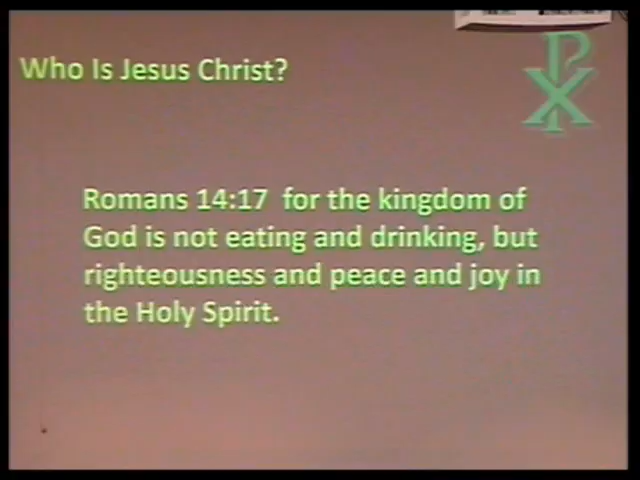 Who Is Jesus Christ?
Romans 14:17  for the kingdom of
God is not eating and drinking, but
righteousness and peace and joy in
the Holy Spirit.